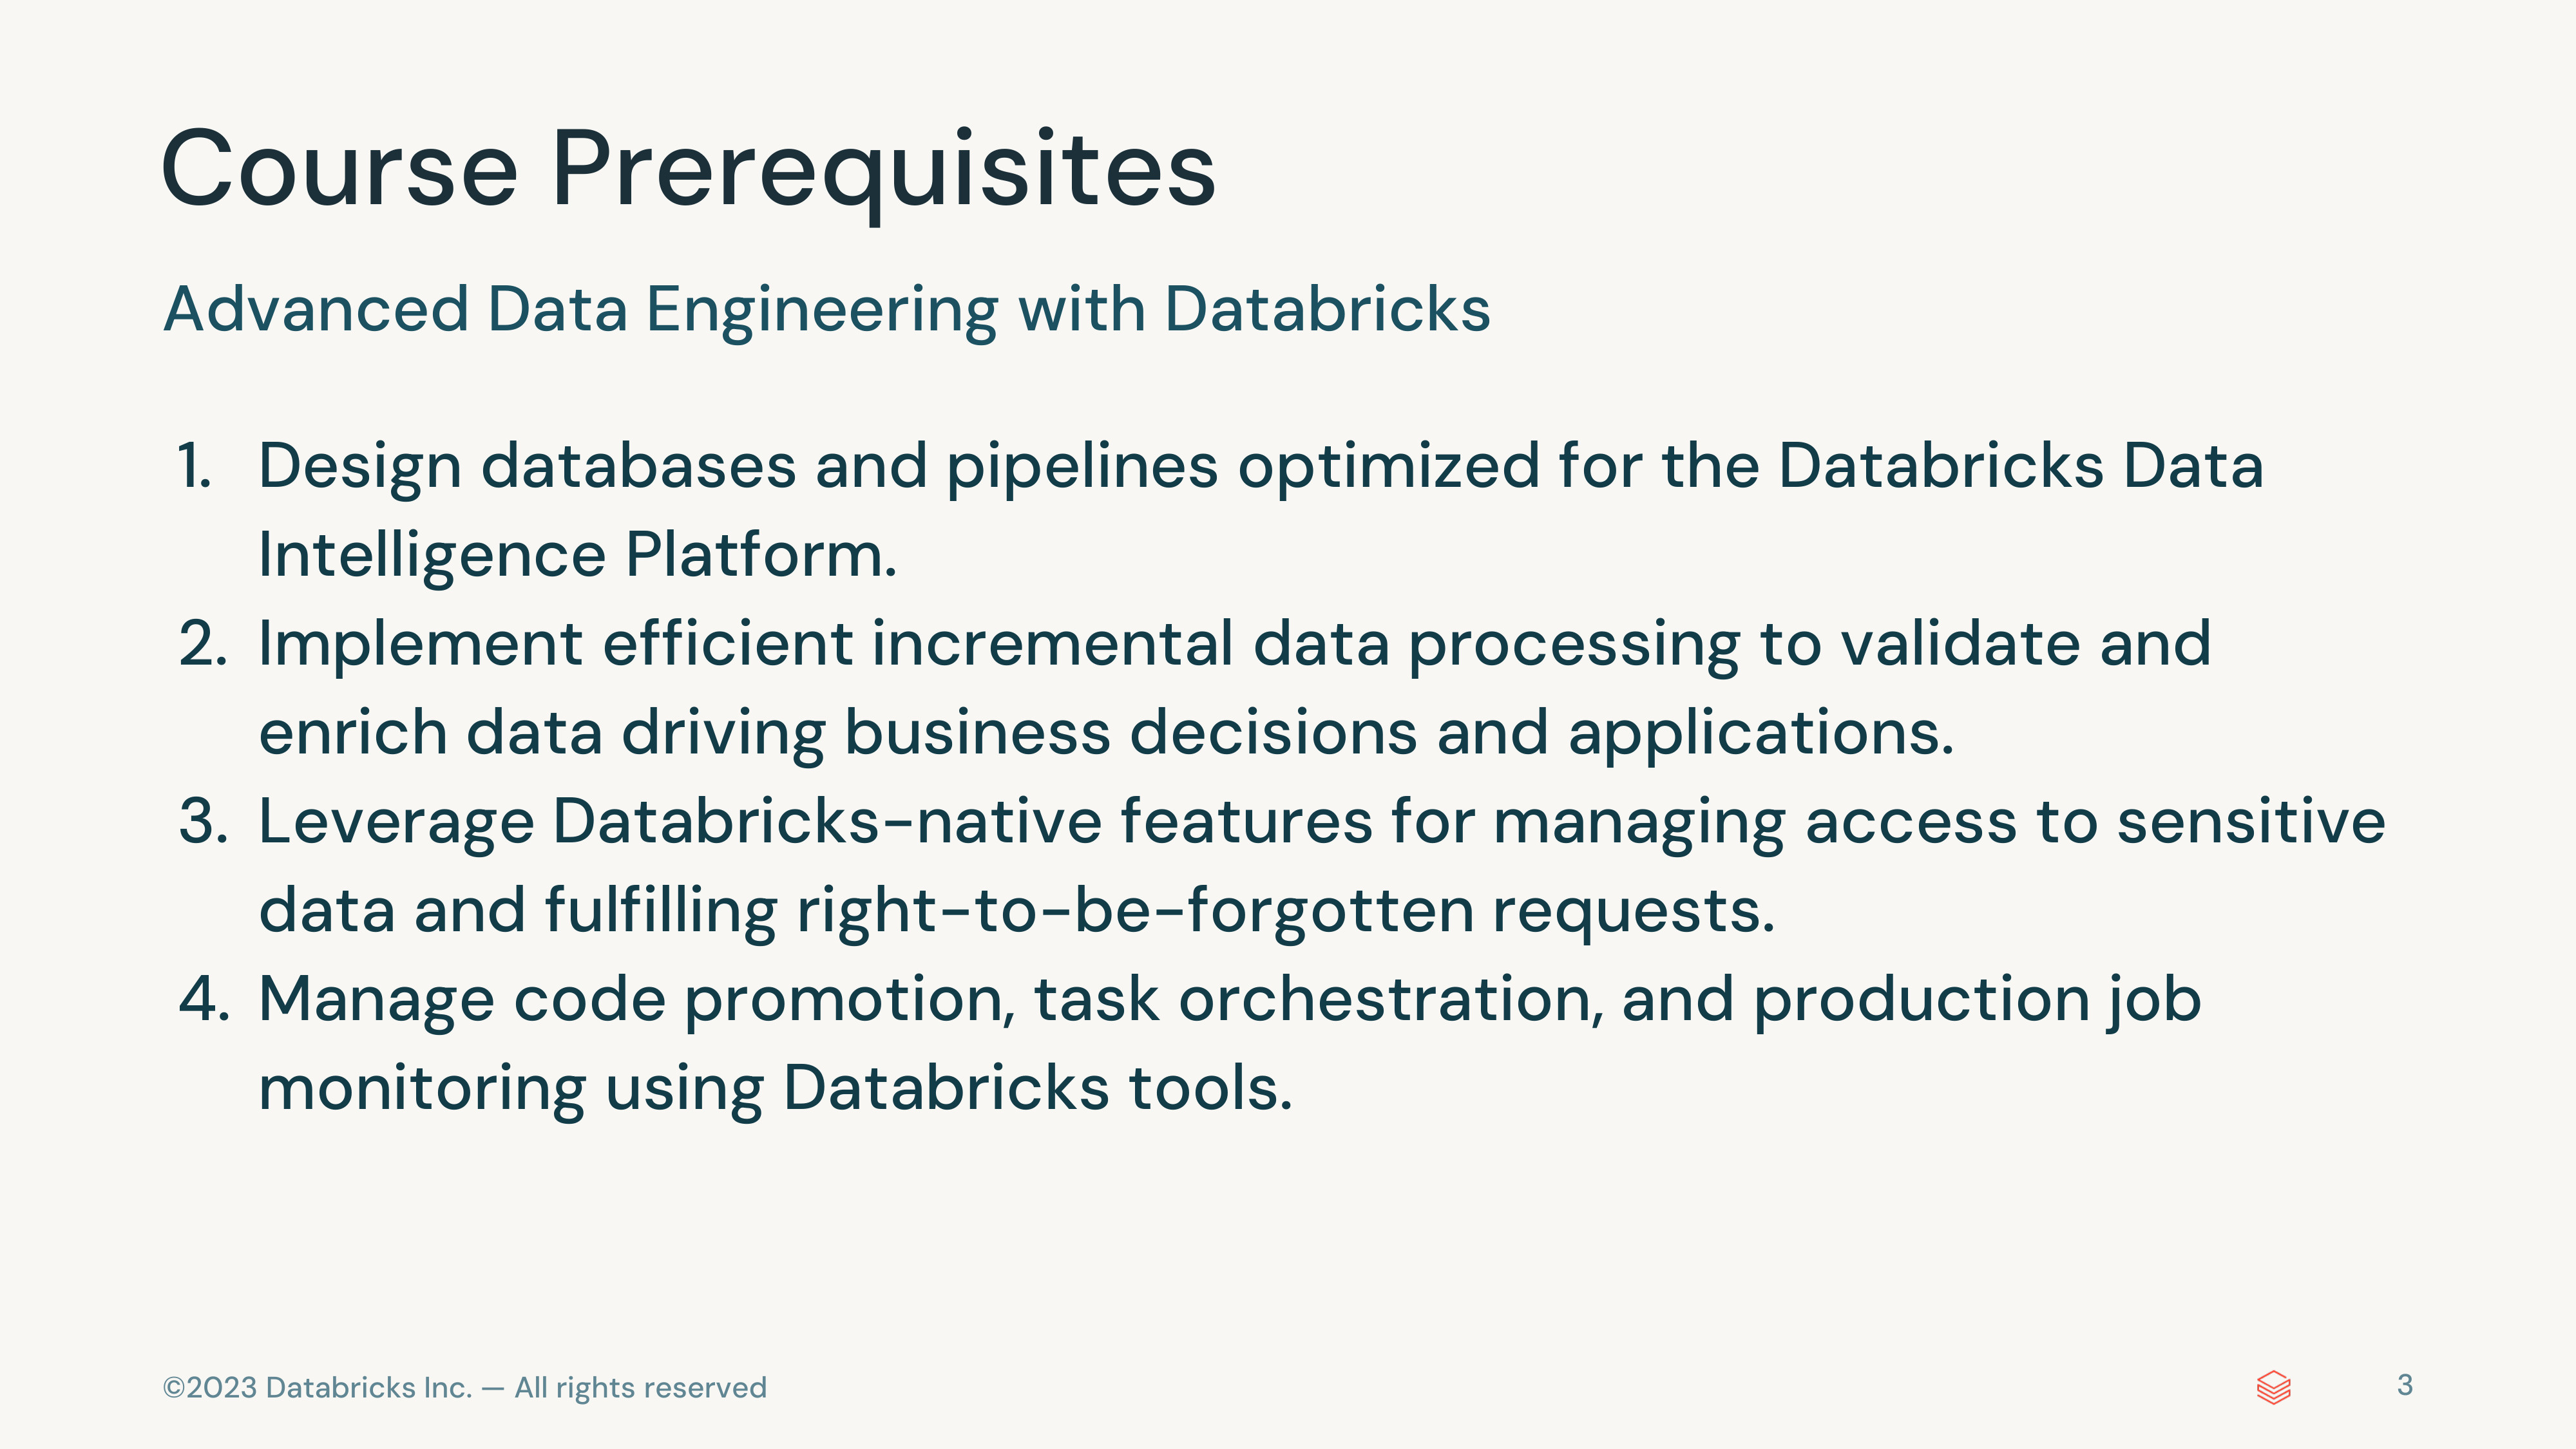 Course Prerequisites
Advanced Data Engineering with Databricks
1. Design databases and pipelines optimized for the Databricks Data
Intelligence Platform.
2. Implement efficient incremental data processing to validate and
enrich data driving business decisions and applications.
3. Leverage Databricks-native features for managing access to sensitive
data and fulfilling right-to-be-forgotten requests.
4. Manage code promotion, task orchestration, and production job
monitoring using Databricks tools.
©2023 Databricks Inc. — All rights reserved
3